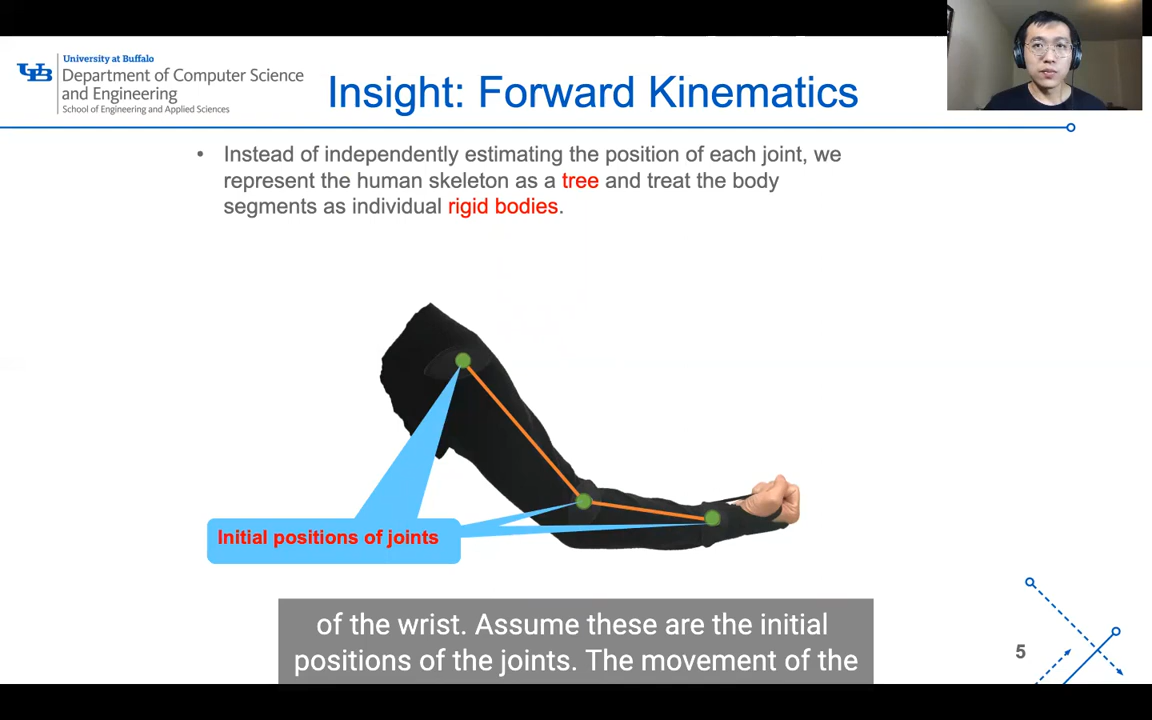 University at Buffalo
Department of Computer Science
and Engineering
School of Engineering and Applied Sciences
UB
Insight: Forward Kinematics
• Instead of independently estimating the position of each joint, we
represent the human skeleton as a tree and treat the body
segments as individual rigid bodies.
Initial positions of joints
of the wrist. Assume these are the initial
positions of the joints. The movement of the
5